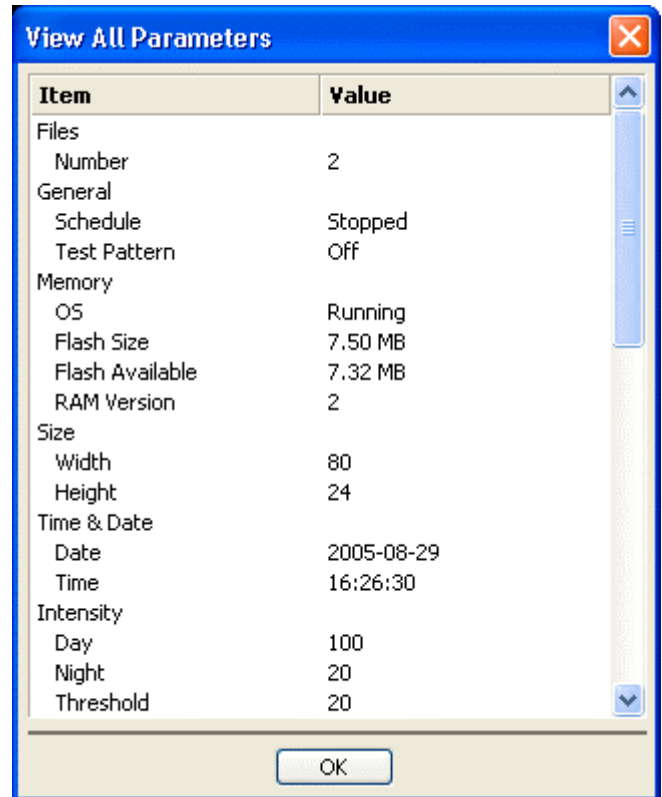 View All Parameters
Item Value
Files
Number 2
General
Schedule Stopped
Test Pattern Off
Memory
OS Running
Flash Size 7.50 MB
Flash Available 7.32 MB
RAM Version 2
Size
Width 80
Height 24
Time & Date
Date 2005-08-29
Time 16:26:30
Intensity
Day 100
Night 20
Threshold 20
OK